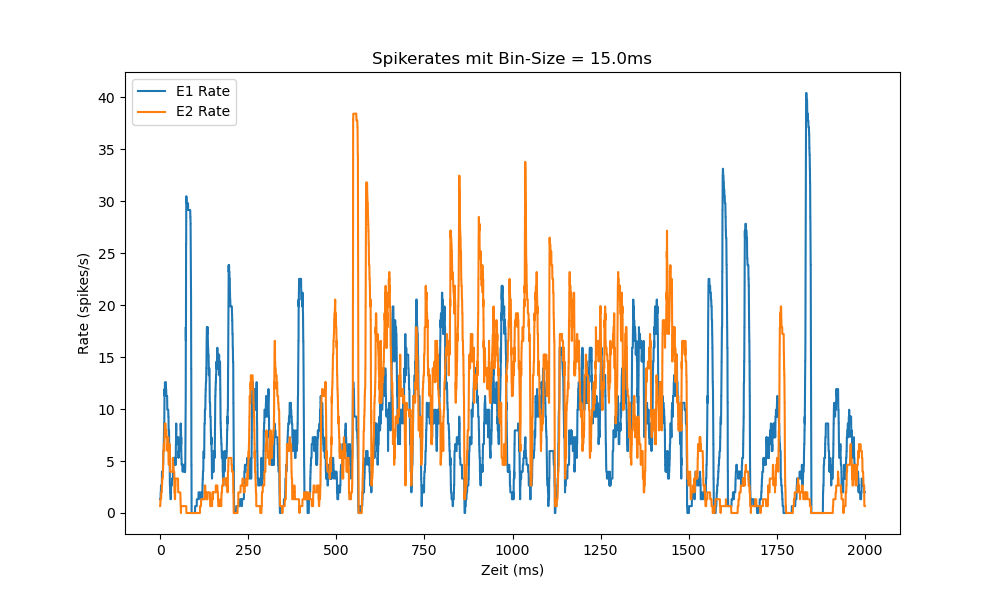 Spikerates mit Bin-Size = 15.0ms
E1 Rate
E2 Rate
40
35
30
25
20
15
10
5
0
Rate (spikes/s)
0 250 500 750 1000 1250 1500 1750 2000
Zeit (ms)